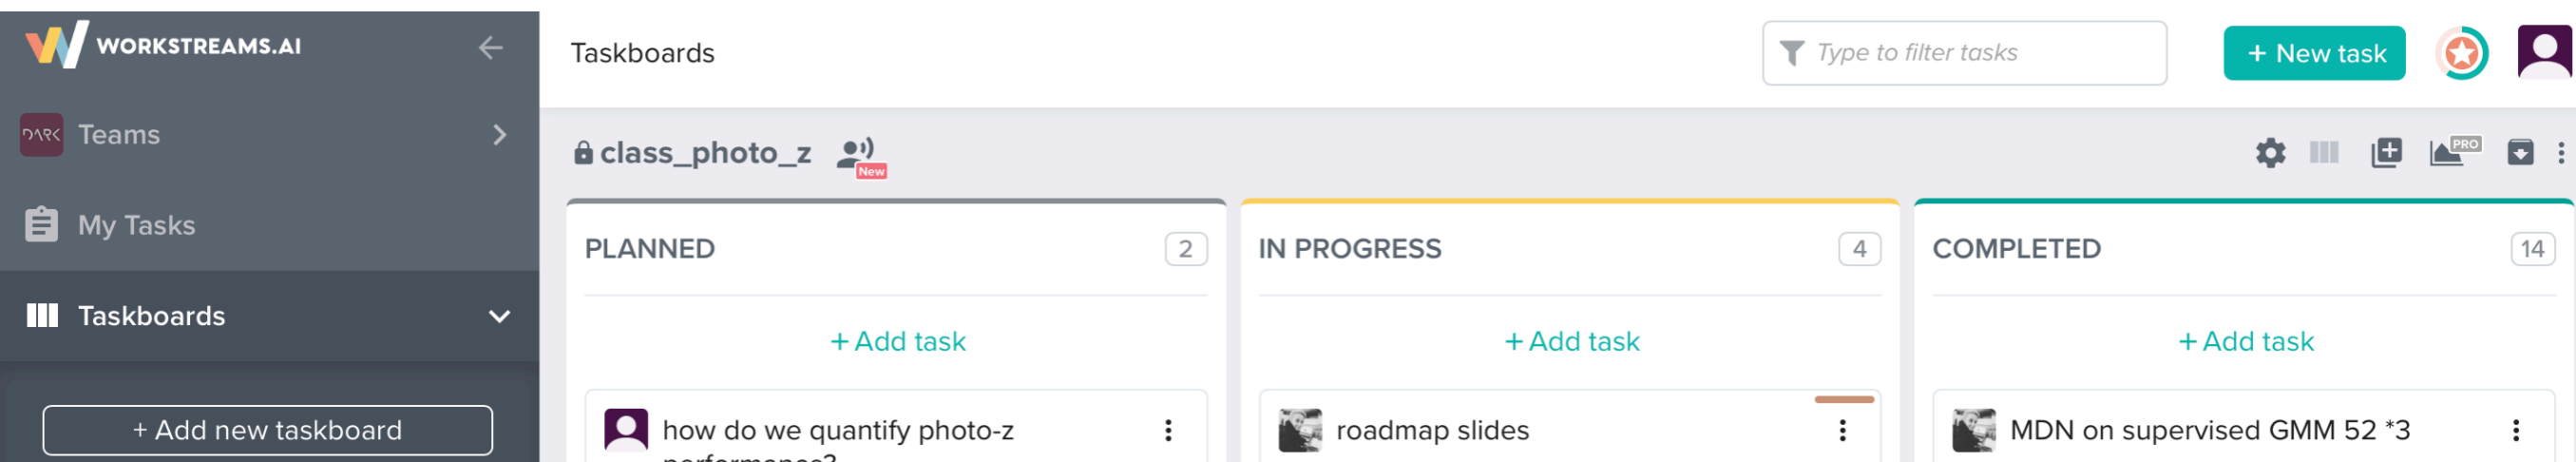 WORKSTREAMS.AI
Taskboards
Type to filter tasks
+ New task
DARK
Teams
class_photo_z
New
PRO
My Tasks
PLANNED
2
IN PROGRESS
4
COMPLETED
14
Taskboards
+ Add task
+ Add task
+ Add task
+ Add new taskboard
how do we quantify photo-z
performance?
roadmap slides
MDN on supervised GMM 52 *3